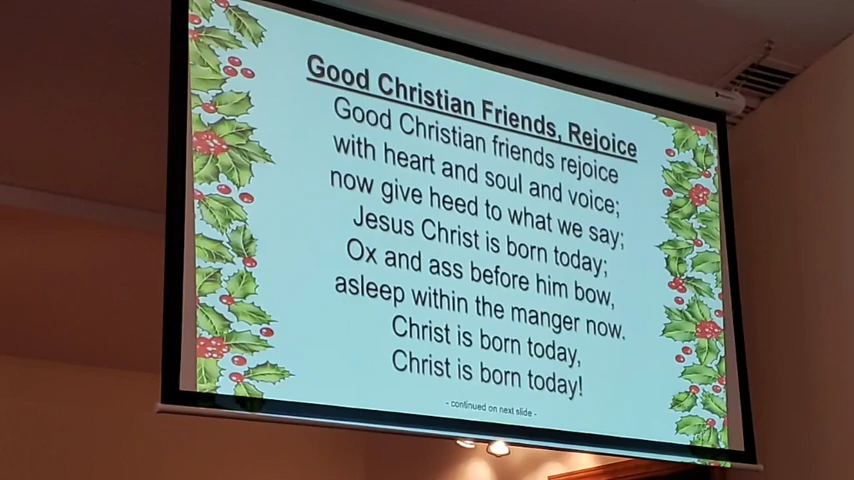 Good Christian Friends, Rejoice
Good Christian friends rejoice
with heart and soul and voice;
now give heed to what we say;
Jesus Christ is born today;
Ox and ass before him bow,
asleep within the manger now.
Christ is born today,
Christ is born today!
- continued on next slide -